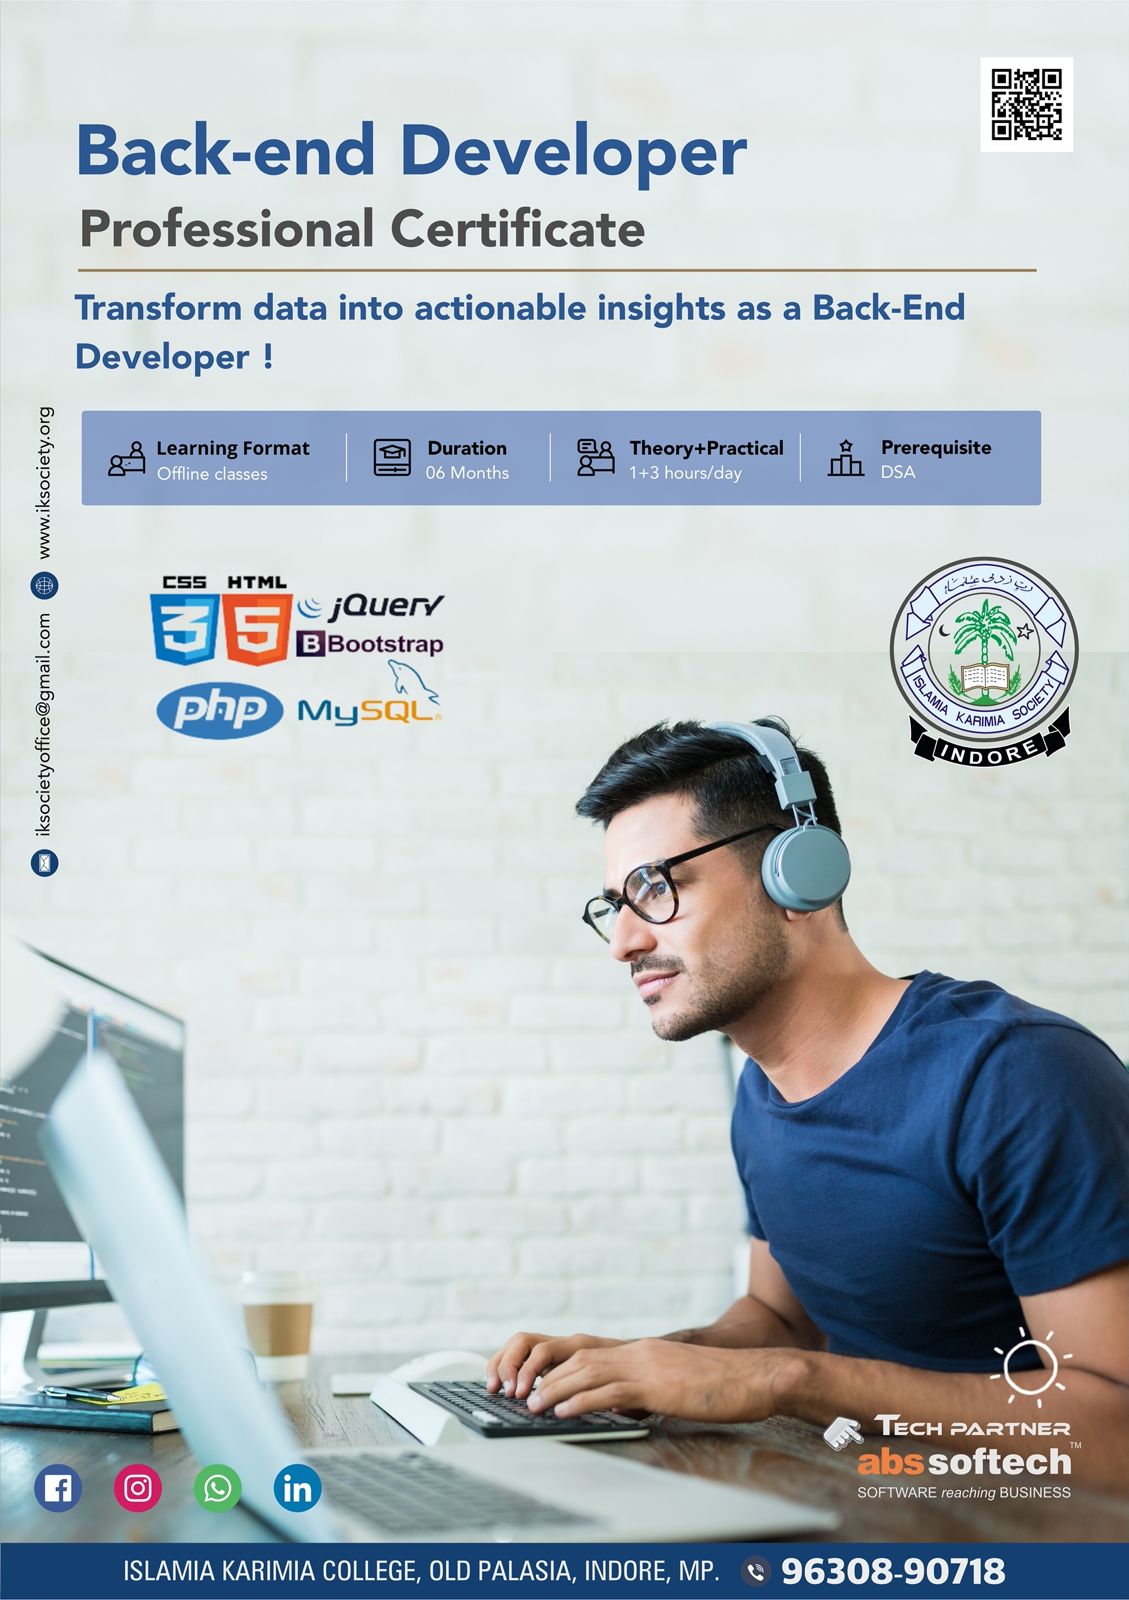 Back-end Developer
Professional Certificate
Transform data into actionable insights as a Back-End
Developer !
Learning Format
Offline classes
Duration
06 Months
Theory+Practical
1+3 hours/day
Prerequisite
DSA
www.iksociety.org
iksocietyoffice@gmail.com
CSS HTML
3 5
jQuery
B Bootstrap
php MySQL
ISLAMIA KARIMIA SOCIETY
INDORE
TECH PARTNER
abs softech™
SOFTWARE reaching BUSINESS
ISLAMIA KARIMIA COLLEGE, OLD PALASIA, INDORE, MP. 96308-90718